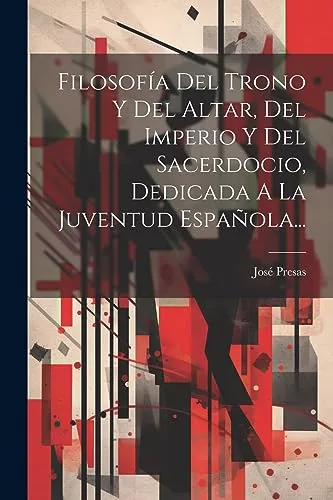 Filosofía Del Trono
Y Del Altar, Del
Imperio Y Del
Sacerdocio,
Dedicada A La
Juventud Española...
José Presas